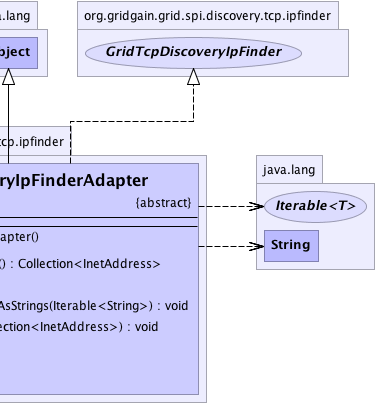 .lang
org.gridgain.grid.spi.discovery.tcp.ipfinder
bject
GridTcpDiscoveryIpFinder
tcp.ipfinder
java.lang
ryIpFinderAdapter
{abstract}
Iterable<T>
apter()
String
() : Collection<InetAddress>
AsStrings(Iterable<String>) : void
ection<InetAddress>) : void